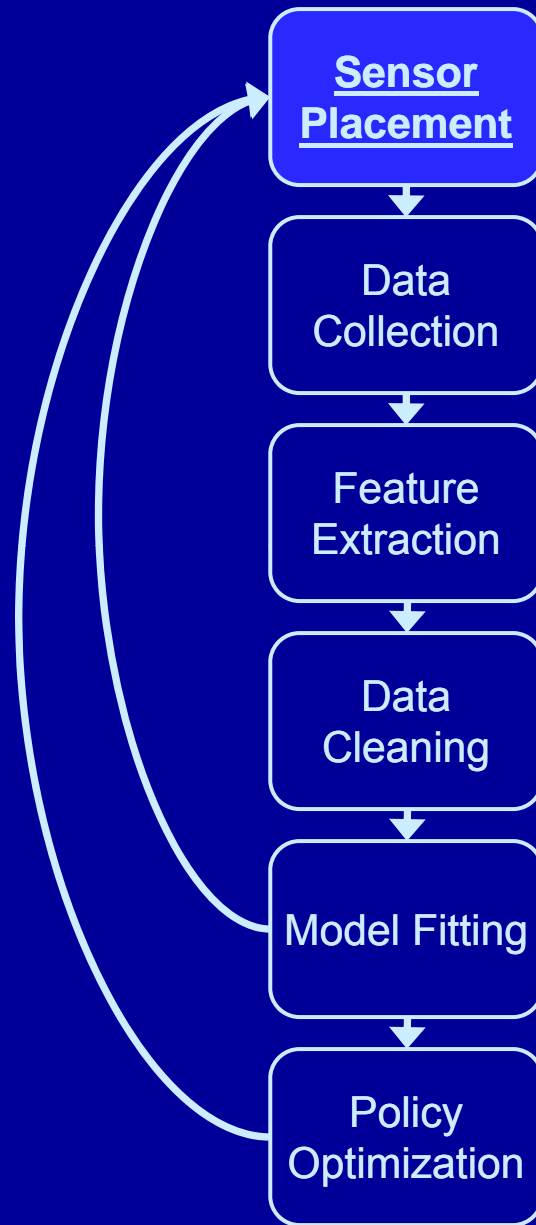 Sensor
Placement
Data
Collection
Feature
Extraction
Data
Cleaning
Model Fitting
Policy
Optimization